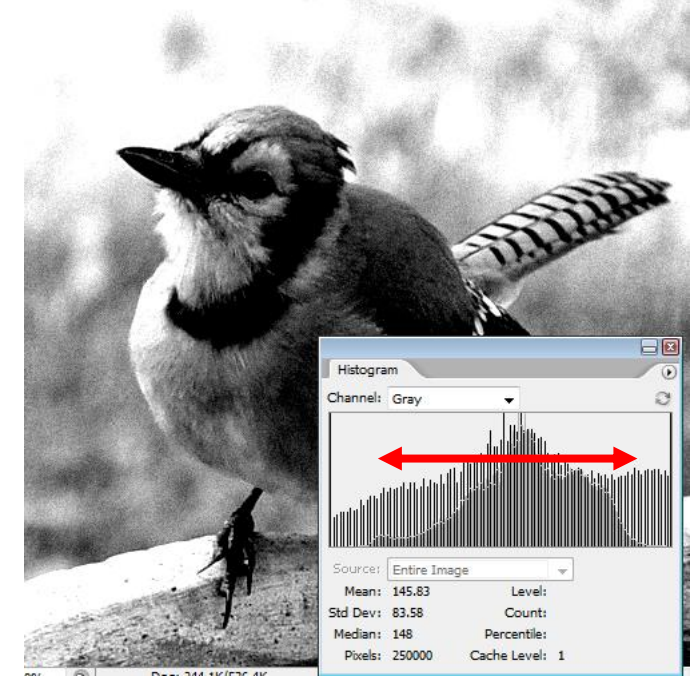 Histogram
Channel: Gray
Source: Entire Image
Mean: 145.83 Level:
Std Dev: 83.58 Count:
Median: 148 Percentile:
Pixels: 250000 Cache Level: 1